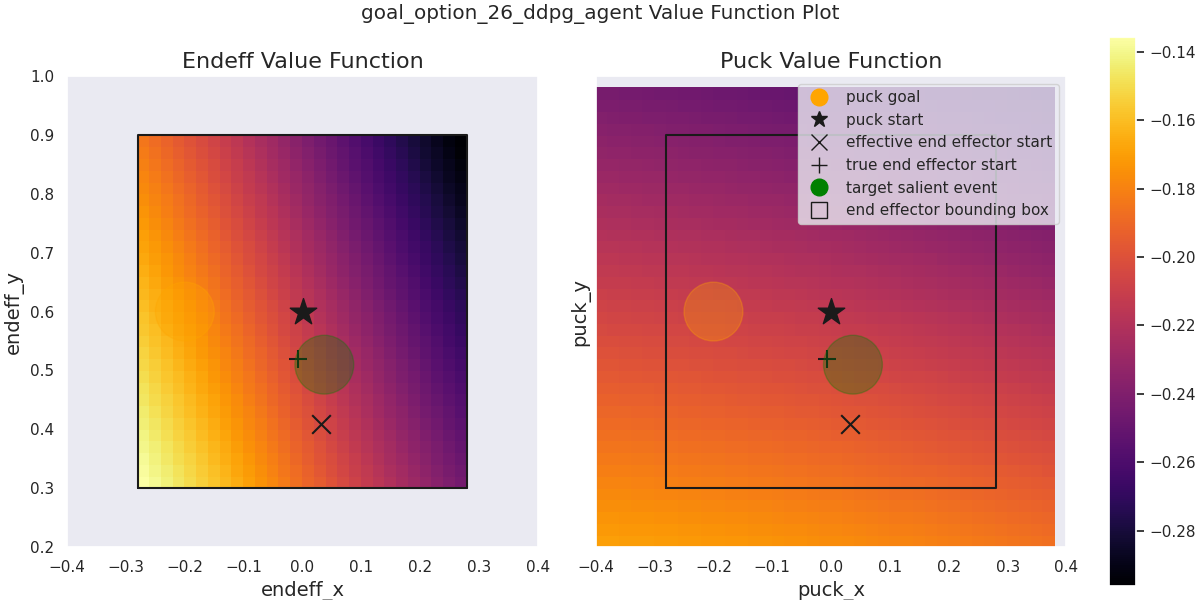 goal_option_26_ddpg_agent Value Function Plot
Endeff Value Function
1.0
0.9
0.8
0.7
0.6
0.5
0.4
0.3
0.2
endeff_y
−0.4 −0.3 −0.2 −0.1 0.0 0.1 0.2 0.3 0.4
endeff_x
Puck Value Function
puck goal
puck start
effective end effector start
true end effector start
target salient event
end effector bounding box
puck_y
−0.4 −0.3 −0.2 −0.1 0.0 0.1 0.2 0.3 0.4
puck_x
−0.14
−0.16
−0.18
−0.20
−0.22
−0.24
−0.26
−0.28